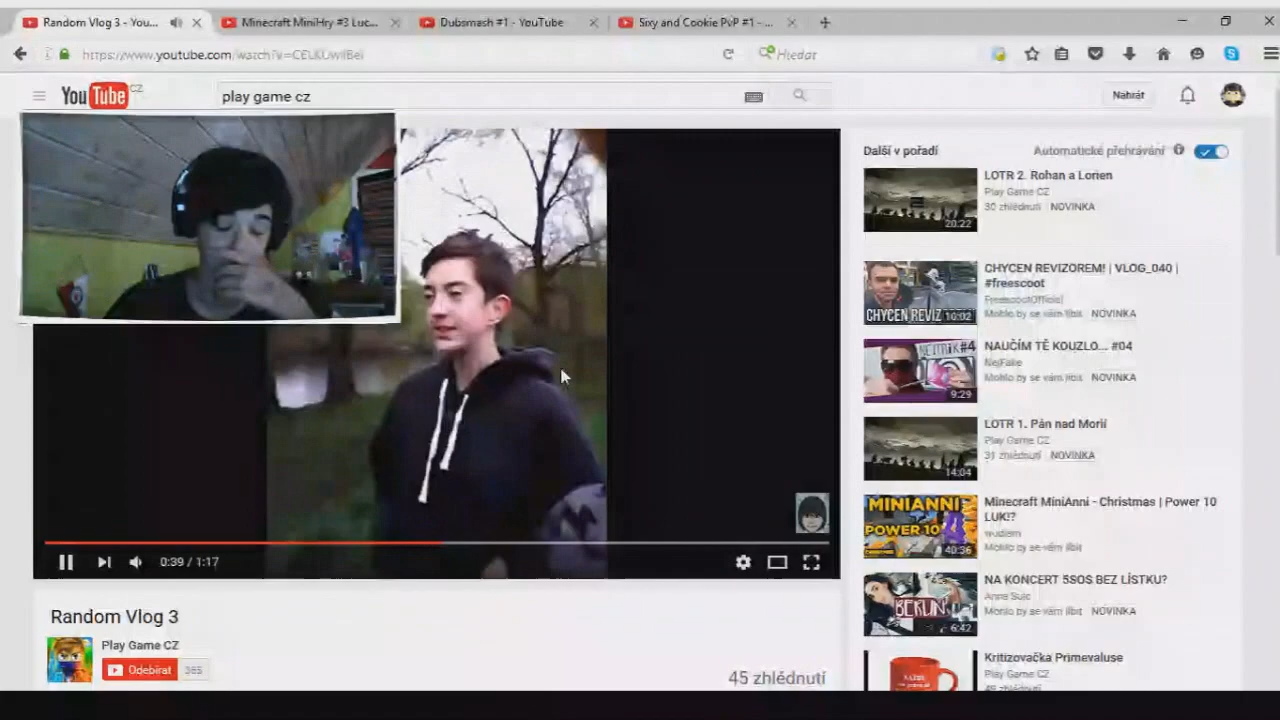 Random Vlog 3 - You...
Minecraft MiniHry #3 Luc...
Dubsmash #1 - YouTube
Sixy and Cookie PvP #1 - ...
Hledat
YouTube CZ
play game cz
Nahrát
Další v pořadí
Automatické přehrávání
LOTR 2. Rohan a Lorien
Play Game CZ
30 zhlédnutí NOVINKA
20:22
CHYCEN REVIZOREM! | VLOG_040 |
#freescoot
FreescootOfficial
Mohlo by se vám líbit NOVINKA
CHYCEN REVIZ
10:02
NAUČÍM TĚ KOUZLO... #04
NejFake
Mohlo by se vám líbit NOVINKA
9:29
LOTR 1. Pán nad Morií
Play Game CZ
31 zhlédnutí NOVINKA
14:04
Minecraft MiniAnni - Christmas | Power 10
LUK!?
Mohlo by se vám líbit
MINIANNI
POWER 10
40:36
NA KONCERT 5SOS BEZ LÍSTKU?
Anna Sulc
Mohlo by se vám líbit NOVINKA
BERLIN
6:42
Kritizovačka Primevaluse
Play Game CZ
0:39 / 1:17
Random Vlog 3
Play Game CZ
Odebírat 365
45 zhlédnutí